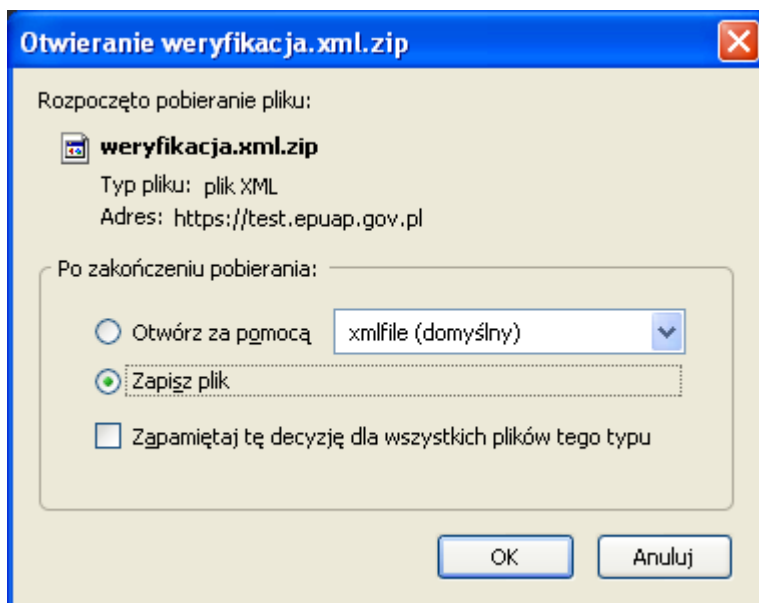 Otwieranie weryfikacja.xml.zip
Rozpoczęto pobieranie pliku:
weryfikacja.xml.zip
Typ pliku: plik XML
Adres: https://test.epuap.gov.pl
Po zakończeniu pobierania:
Otwórz za pomocą xmlfile (domyślny)
Zapisz plik
Zapamiętaj tę decyzję dla wszystkich plików tego typu
OK Anuluj